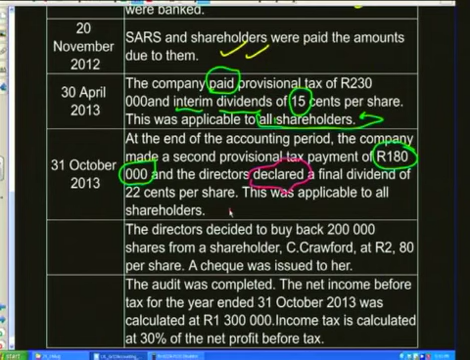 were banked.
20
November
2012
SARS and shareholders were paid the amounts
due to them.
30 April
2013
The company paid provisional tax of R230
000and interim dividends of 15 cents per share.
This was applicable to all shareholders.
31 October
2013
At the end of the accounting period, the company
made a second provisional tax payment of R180
000 and the directors declared a final dividend of
22 cents per share. This was applicable to all
shareholders.
The directors decided to buy back 200 000
shares from a shareholder, C.Crawford, at R2, 80
per share. A cheque was issued to her.
The audit was completed. The net income before
tax for the year ended 31 October 2013 was
calculated at R1 300 000.Income tax is calculated
at 30% of the net profit before tax.